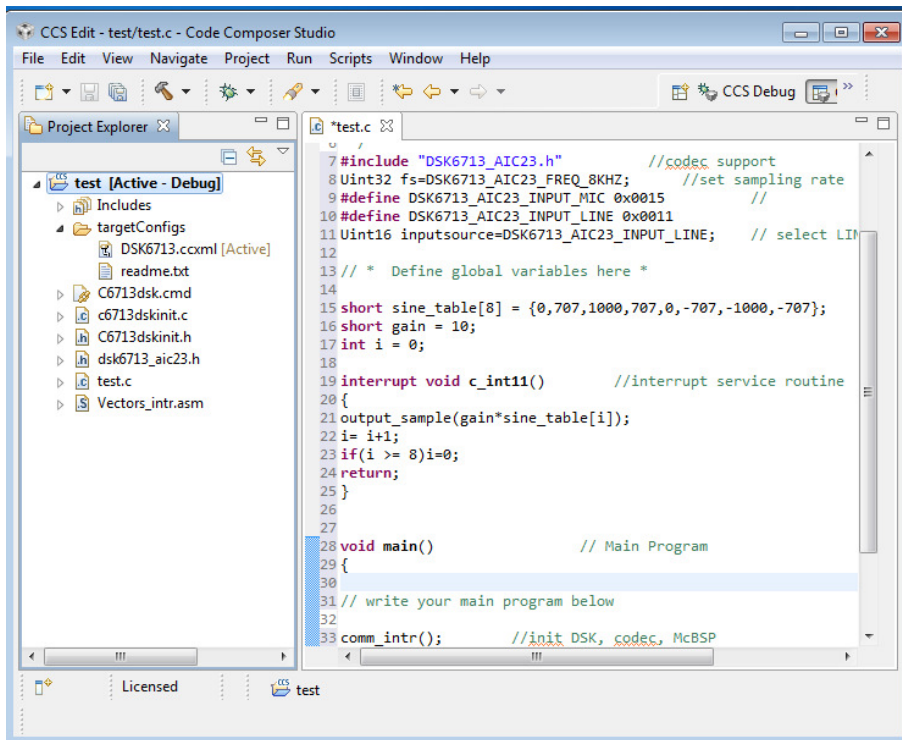 CCS Edit - test/test.c - Code Composer Studio
File Edit View Navigate Project Run Scripts Window Help
CCS Debug
Project Explorer
test [Active - Debug]
Includes
targetConfigs
DSK6713.ccxml [Active]
readme.txt
C6713dsk.cmd
c6713dskinit.c
C6713dskinit.h
dsk6713_aic23.h
test.c
Vectors_intr.asm
*test.c
7 #include "DSK6713_AIC23.h" //codec support
8 Uint32 fs=DSK6713_AIC23_FREQ_8KHZ; //set sampling rate
9 #define DSK6713_AIC23_INPUT_MIC 0x0015 //
10 #define DSK6713_AIC23_INPUT_LINE 0x0011
11 Uint16 inputsource=DSK6713_AIC23_INPUT_LINE; // select LIN
12
13 // * Define global variables here *
14
15 short sine_table[8] = {0,707,1000,707,0,-707,-1000,-707};
16 short gain = 10;
17 int i = 0;
18
19 interrupt void c_int11() //interrupt service routine
20 {
21 output_sample(gain*sine_table[i]);
22 i= i+1;
23 if(i >= 8)i=0;
24 return;
25 }
26
27
28 void main() // Main Program
29 {
30
31 // write your main program below
32
33 comm_intr(); //init DSK, codec, McBSP
Licensed
test